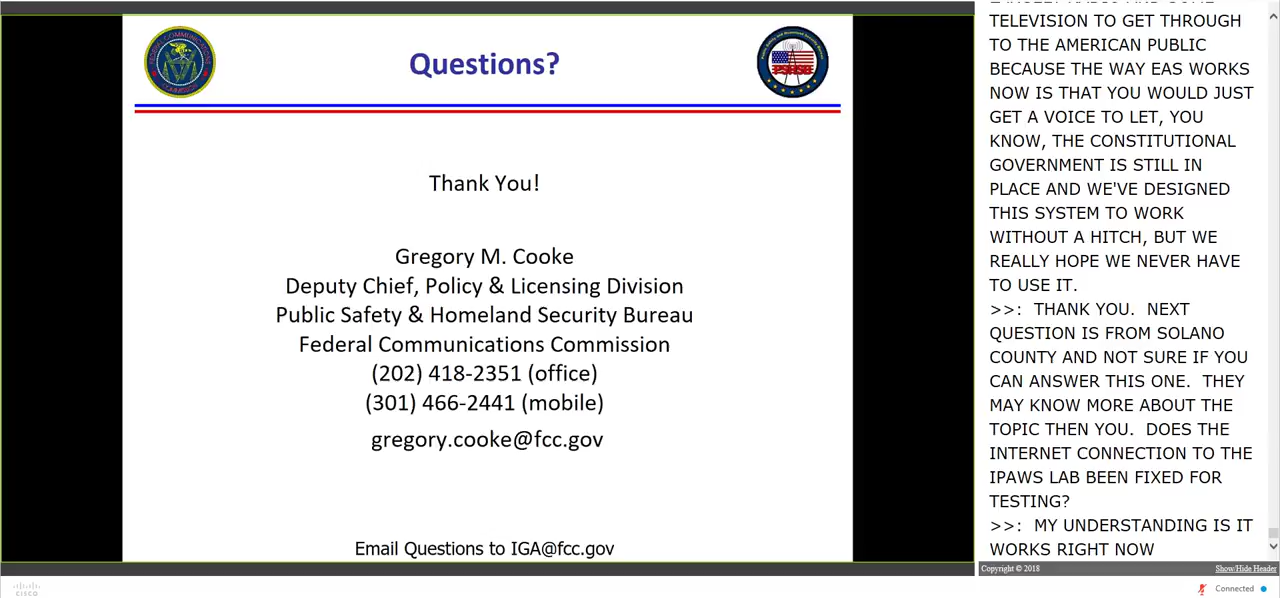 Questions?
Thank You!
Gregory M. Cooke
Deputy Chief, Policy & Licensing Division
Public Safety & Homeland Security Bureau
Federal Communications Commission
(202) 418-2351 (office)
(301) 466-2441 (mobile)
gregory.cooke@fcc.gov
Email Questions to IGA@fcc.gov
TELEVISION TO GET THROUGH
TO THE AMERICAN PUBLIC
BECAUSE THE WAY EAS WORKS
NOW IS THAT YOU WOULD JUST
GET A VOICE TO LET, YOU
KNOW, THE CONSTITUTIONAL
GOVERNMENT IS STILL IN
PLACE AND WE'VE DESIGNED
THIS SYSTEM TO WORK
WITHOUT A HITCH, BUT WE
REALLY HOPE WE NEVER HAVE
TO USE IT.
>>:  THANK YOU.  NEXT
QUESTION IS FROM SOLANO
COUNTY AND NOT SURE IF YOU
CAN ANSWER THIS ONE.  THEY
MAY KNOW MORE ABOUT THE
TOPIC THEN YOU.  DOES THE
INTERNET CONNECTION TO THE
IPAWS LAB BEEN FIXED FOR
TESTING?
>>:  MY UNDERSTANDING IS IT
WORKS RIGHT NOW
Copyright © 2018 Show/Hide Header
CISCO Connected